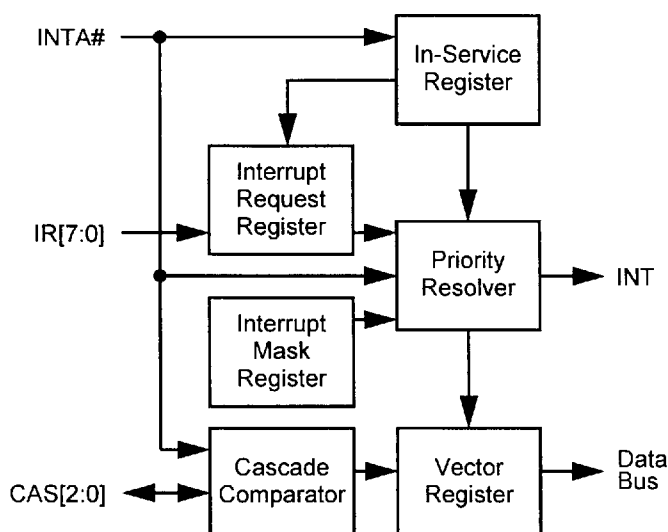 INTA#
In-Service
Register
Interrupt
Request
Register
IR[7:0]
Priority
Resolver
INT
Interrupt
Mask
Register
Cascade
Comparator
CAS[2:0]
Vector
Register
Data
Bus